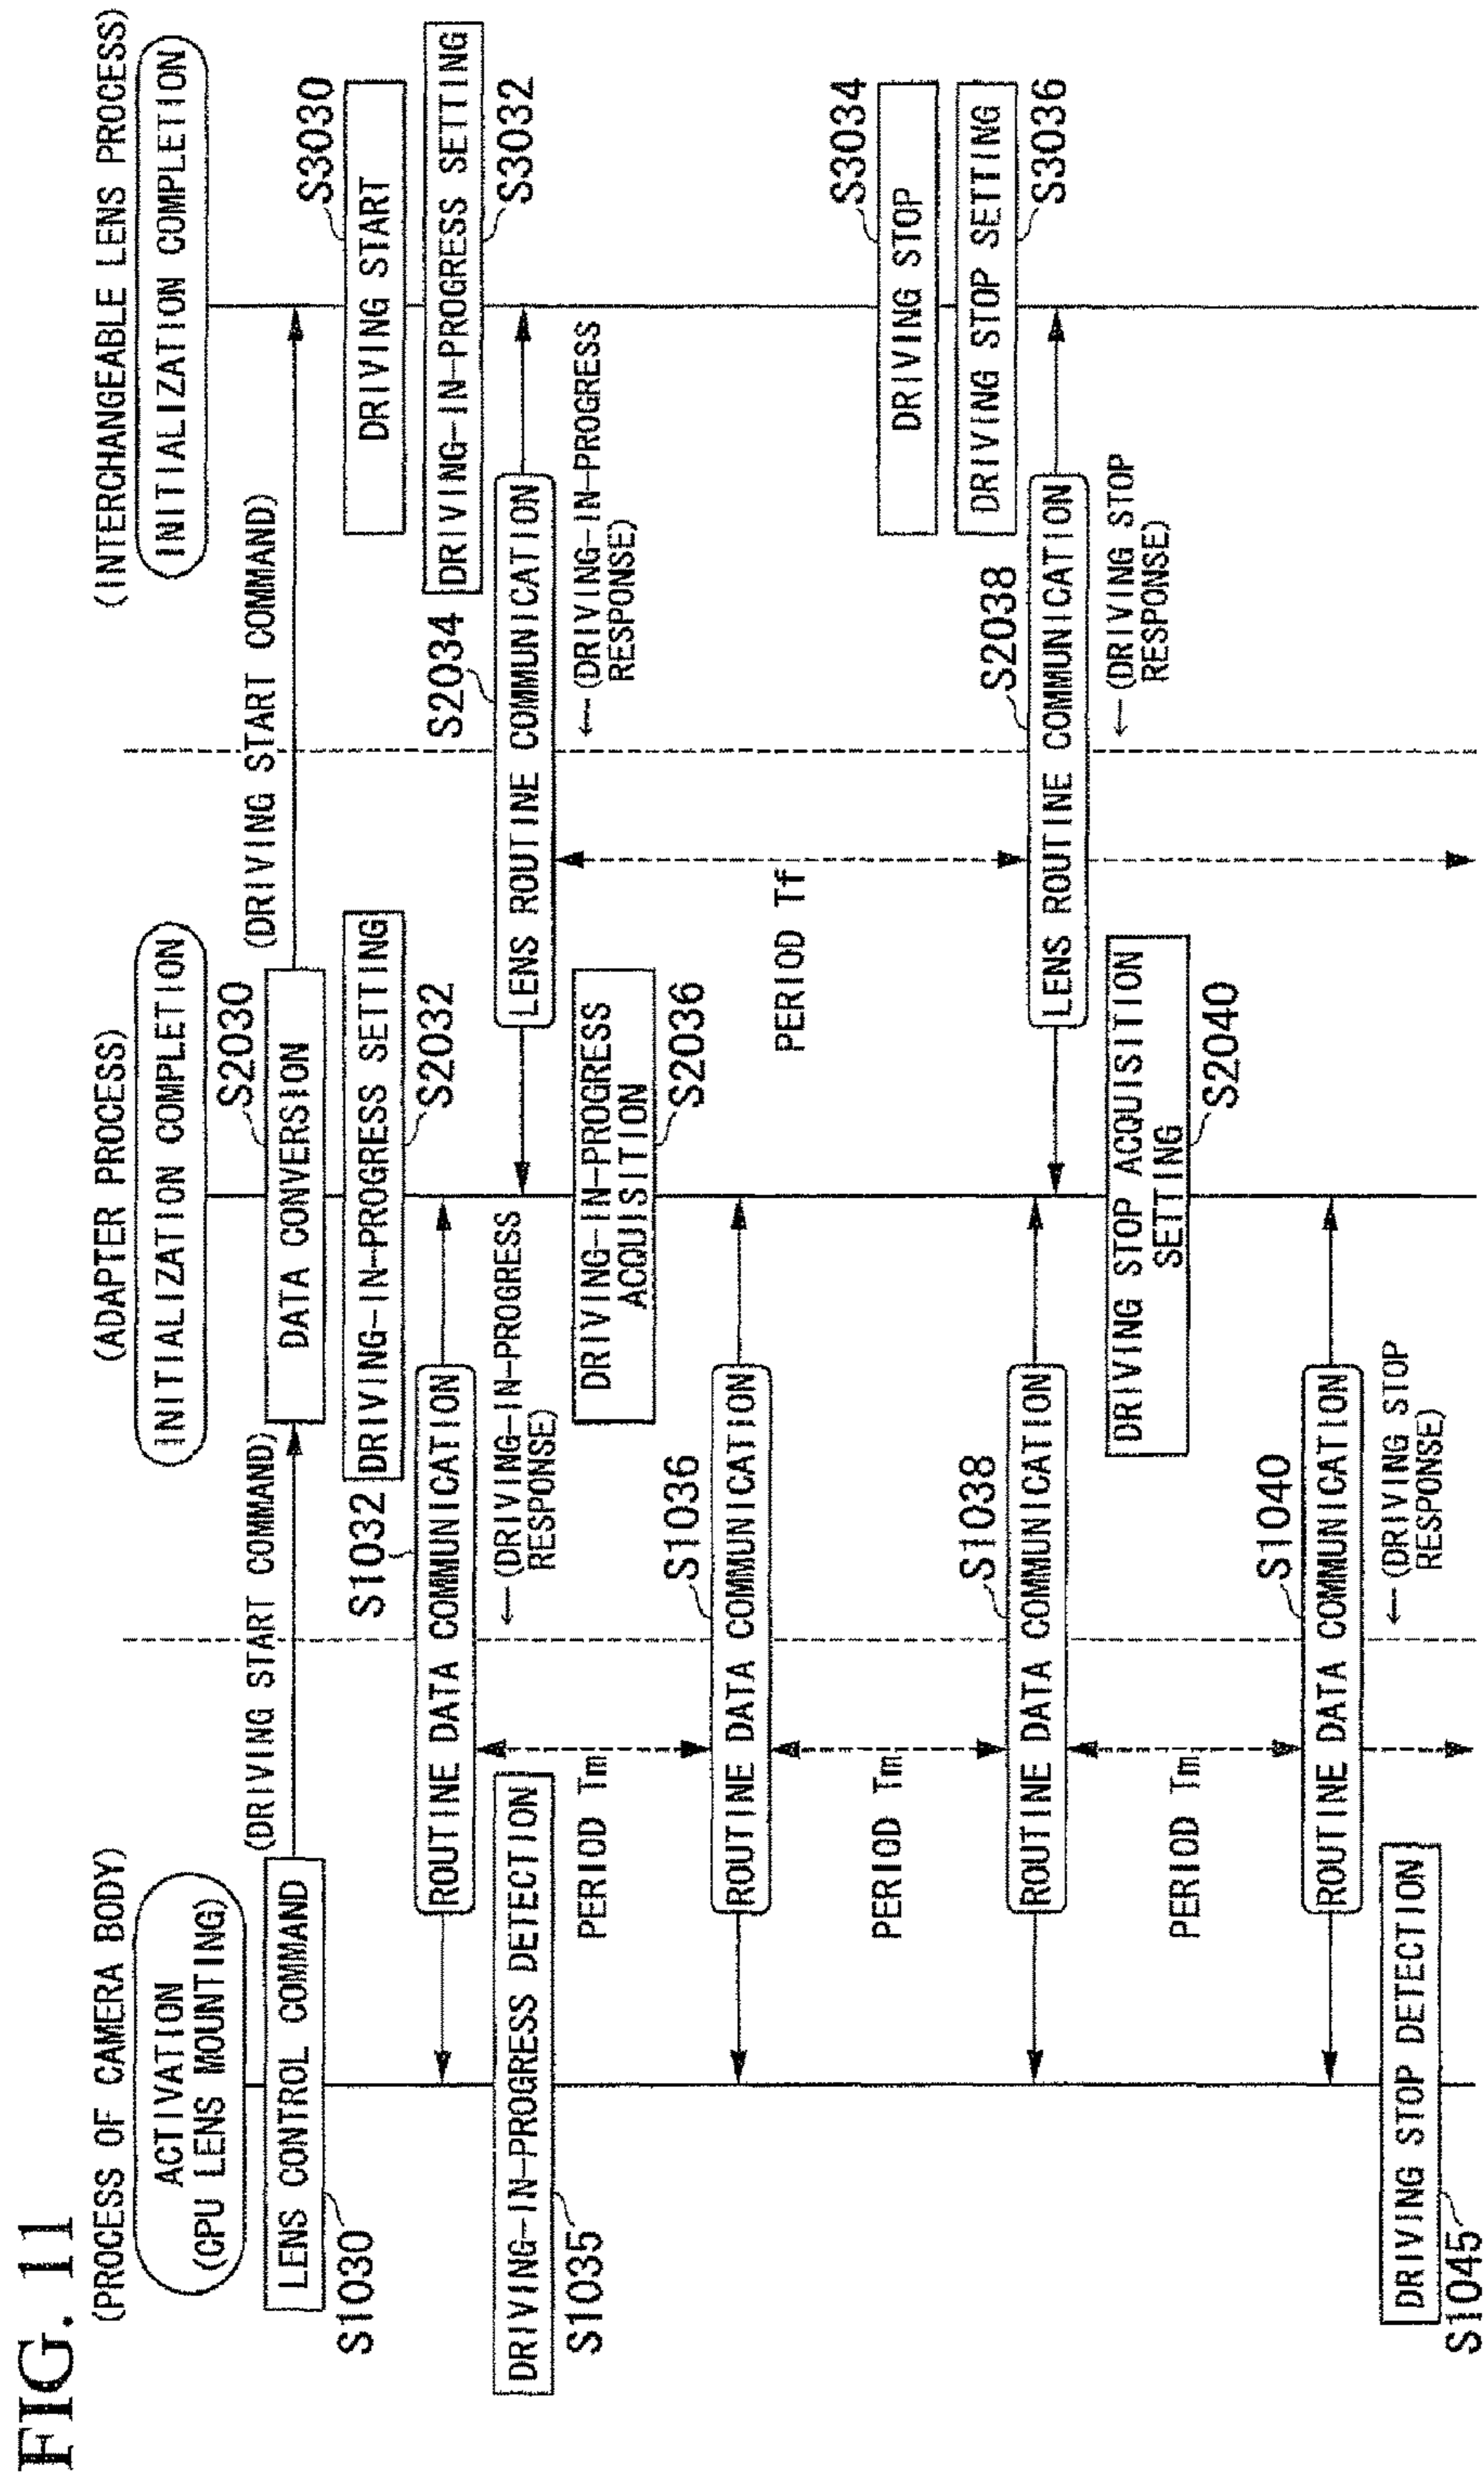 FIG. 11
(PROCESS OF CAMERA BODY)
(ADAPTER PROCESS)
(INTERCHANGEABLE LENS PROCESS)
ACTIVATION
(CPU LENS MOUNTING)
INITIALIZATION COMPLETION
INITIALIZATION COMPLETION
S1030
LENS CONTROL COMMAND
(DRIVING START COMMAND)
S2030
DATA CONVERSION
(DRIVING START COMMAND)
S3030
DRIVING START
DRIVING-IN-PROGRESS SETTING
S2032
DRIVING-IN-PROGRESS SETTING
S3032
S1032
ROUTINE DATA COMMUNICATION
S2034
LENS ROUTINE COMMUNICATION
DRIVING-IN-PROGRESS DETECTION
S1035
←(DRIVING-IN-PROGRESS
RESPONSE)
←(DRIVING-IN-PROGRESS
RESPONSE)
DRIVING-IN-PROGRESS
ACQUISITION
S2036
PERIOD Tm
S1036
ROUTINE DATA COMMUNICATION
PERIOD Tf
PERIOD Tm
S3034
DRIVING STOP
DRIVING STOP SETTING
S3036
S1038
ROUTINE DATA COMMUNICATION
S2038
LENS ROUTINE COMMUNICATION
←(DRIVING STOP
RESPONSE)
DRIVING STOP ACQUISITION
SETTING
S2040
PERIOD Tm
S1040
ROUTINE DATA COMMUNICATION
←(DRIVING STOP
RESPONSE)
DRIVING STOP DETECTION
S1045